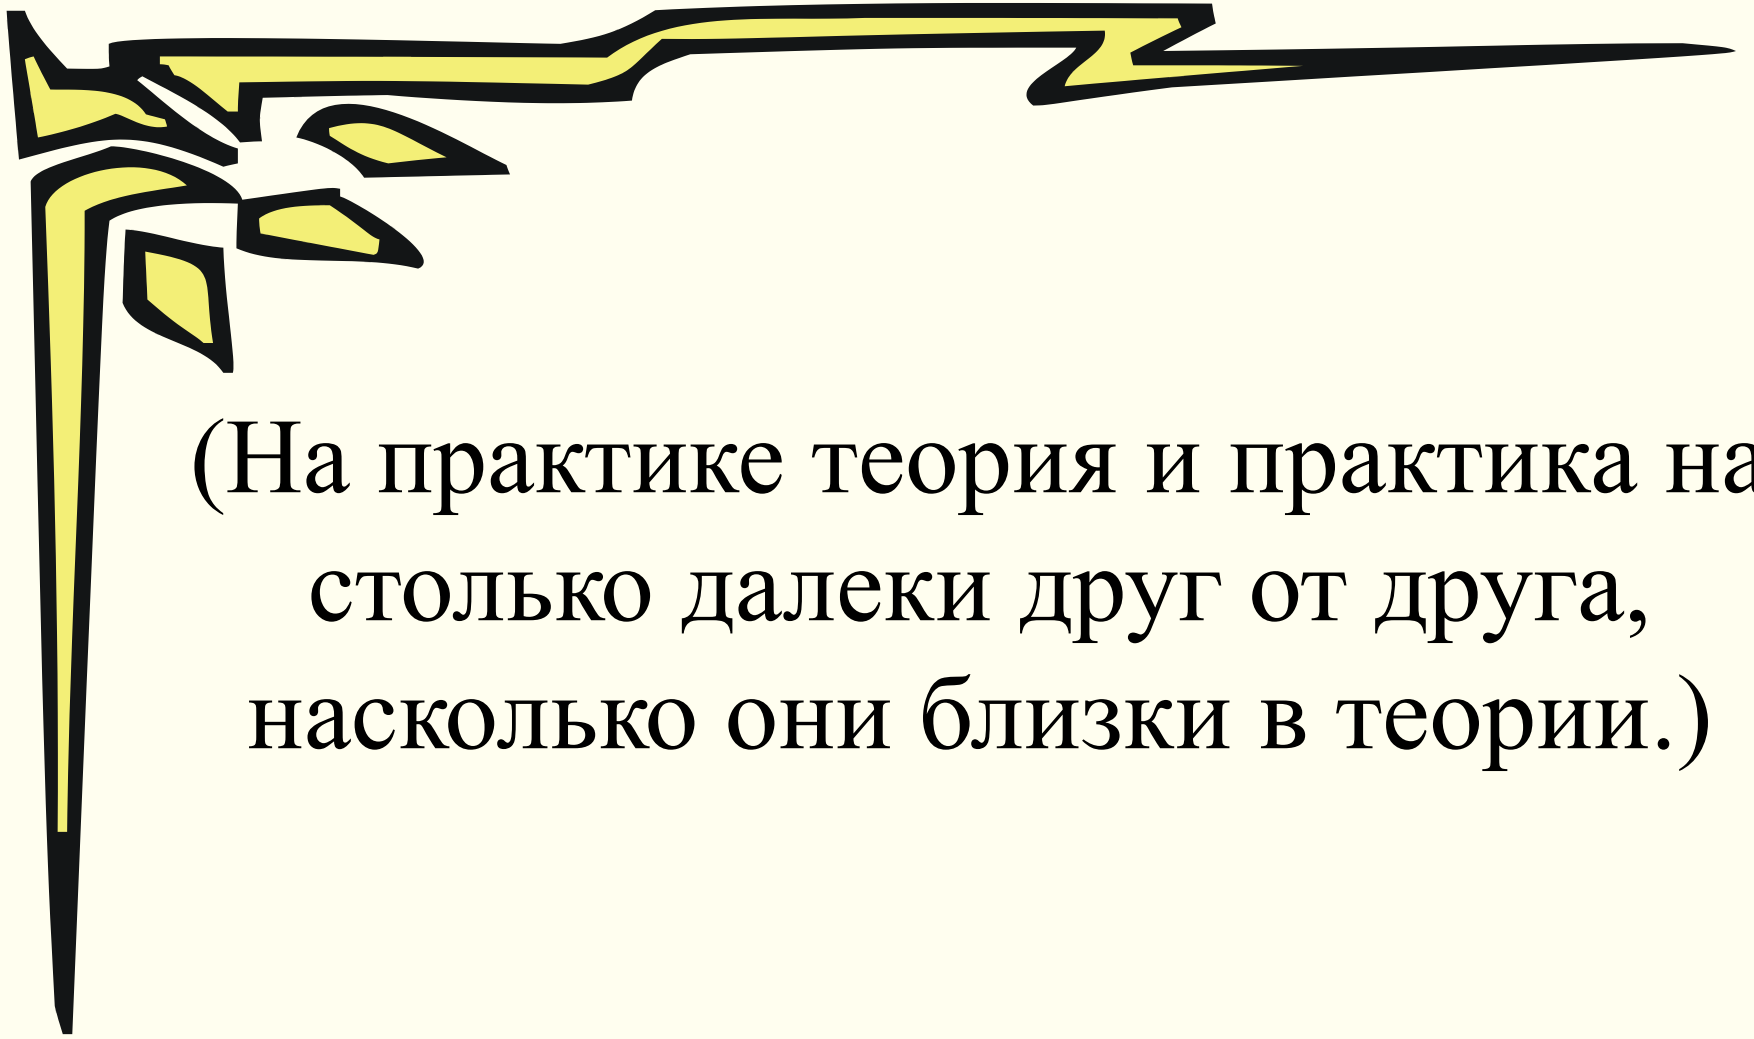 (На практике теория и практика на
столько далеки друг от друга,
насколько они близки в теории.)